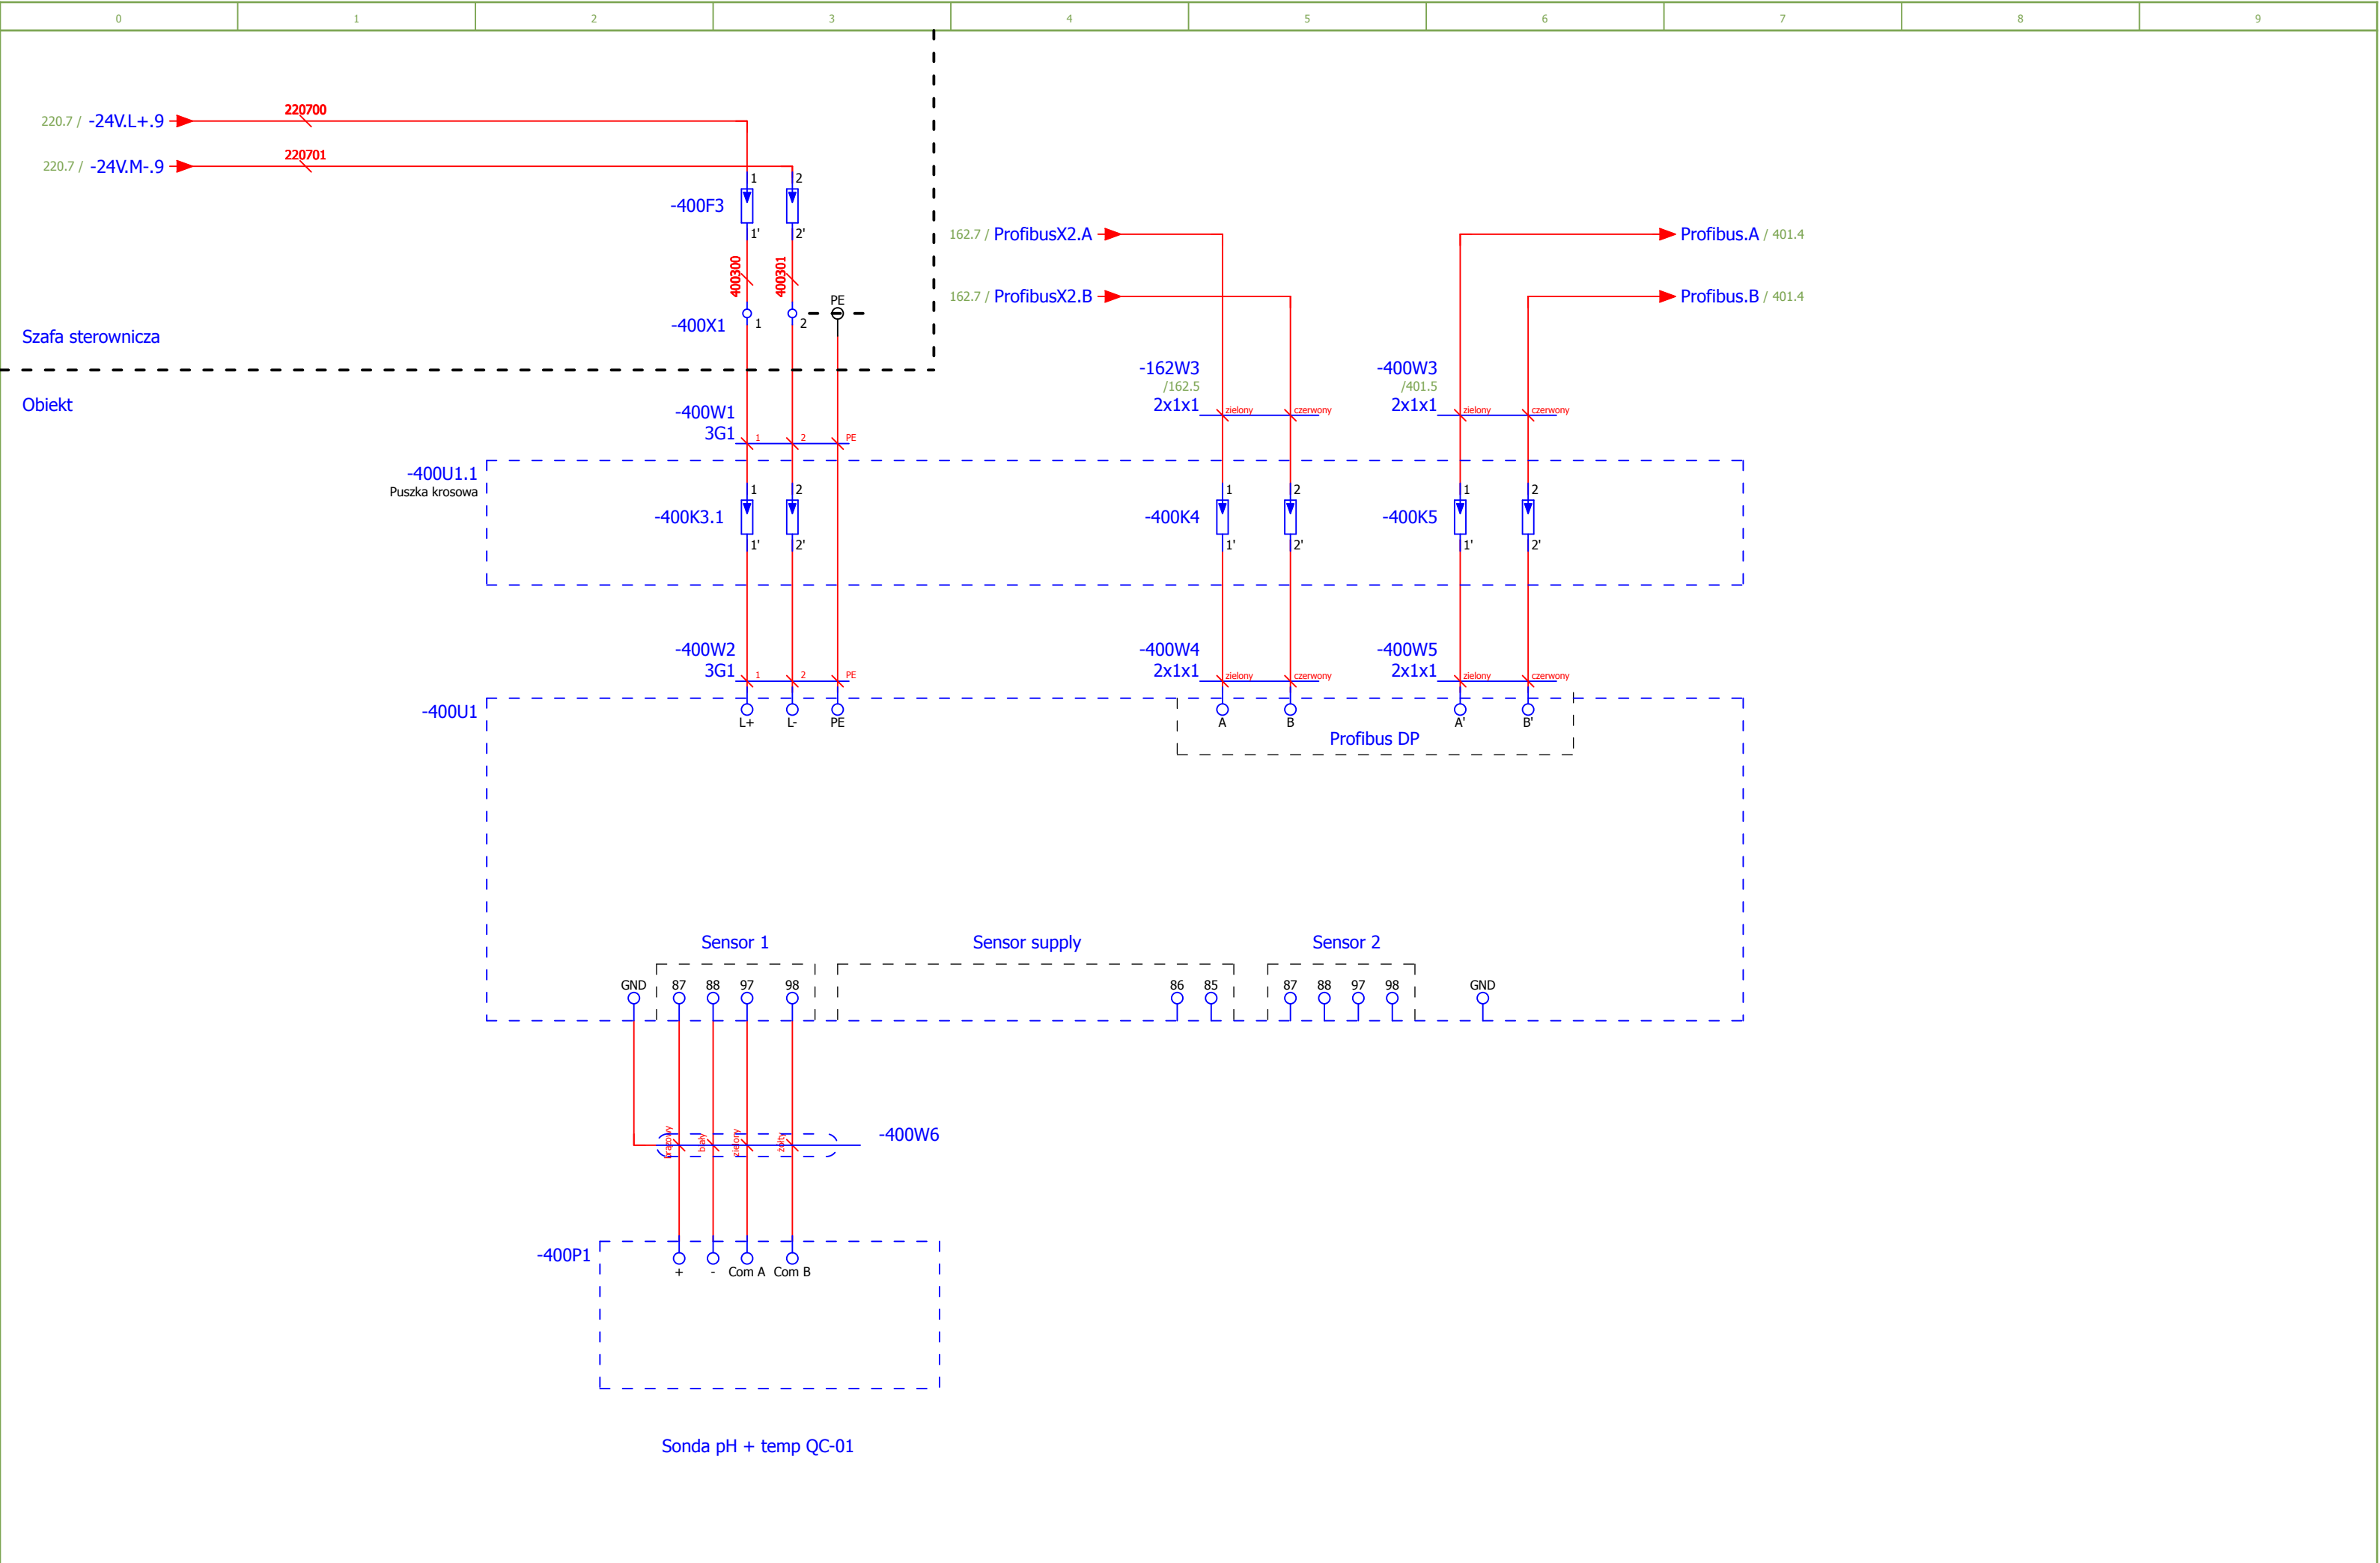 0 1 2 3 4 5 6 7 8 9
220700
220.7 / -24V.L+.9
220701
220.7 / -24V.M-.9
1 2
-400F3
1' 2'
162.7 / ProfibusX2.A
Profibus.A / 401.4
400300 400301
162.7 / ProfibusX2.B
Profibus.B / 401.4
PE
-400X1 1 2
Szafa sterownicza
-162W3
/162.5
2x1x1 zielony czerwony
-400W3
/401.5
2x1x1 zielony czerwony
Obiekt
-400W1
3G1 1 2 PE
-400U1.1
Puszka krosowa
1 2 1 2 1 2
-400K3.1 -400K4 -400K5
1' 2' 1' 2' 1' 2'
-400W2
3G1 1 2 PE
-400W4
2x1x1 zielony czerwony
-400W5
2x1x1 zielony czerwony
-400U1
L+ L- PE A B A' B'
Profibus DP
Sensor 1 Sensor supply Sensor 2
GND 87 88 97 98 86 85 87 88 97 98 GND
brązowy biały zielony żółty
-400W6
-400P1
+ - Com A Com B
Sonda pH + temp QC-01